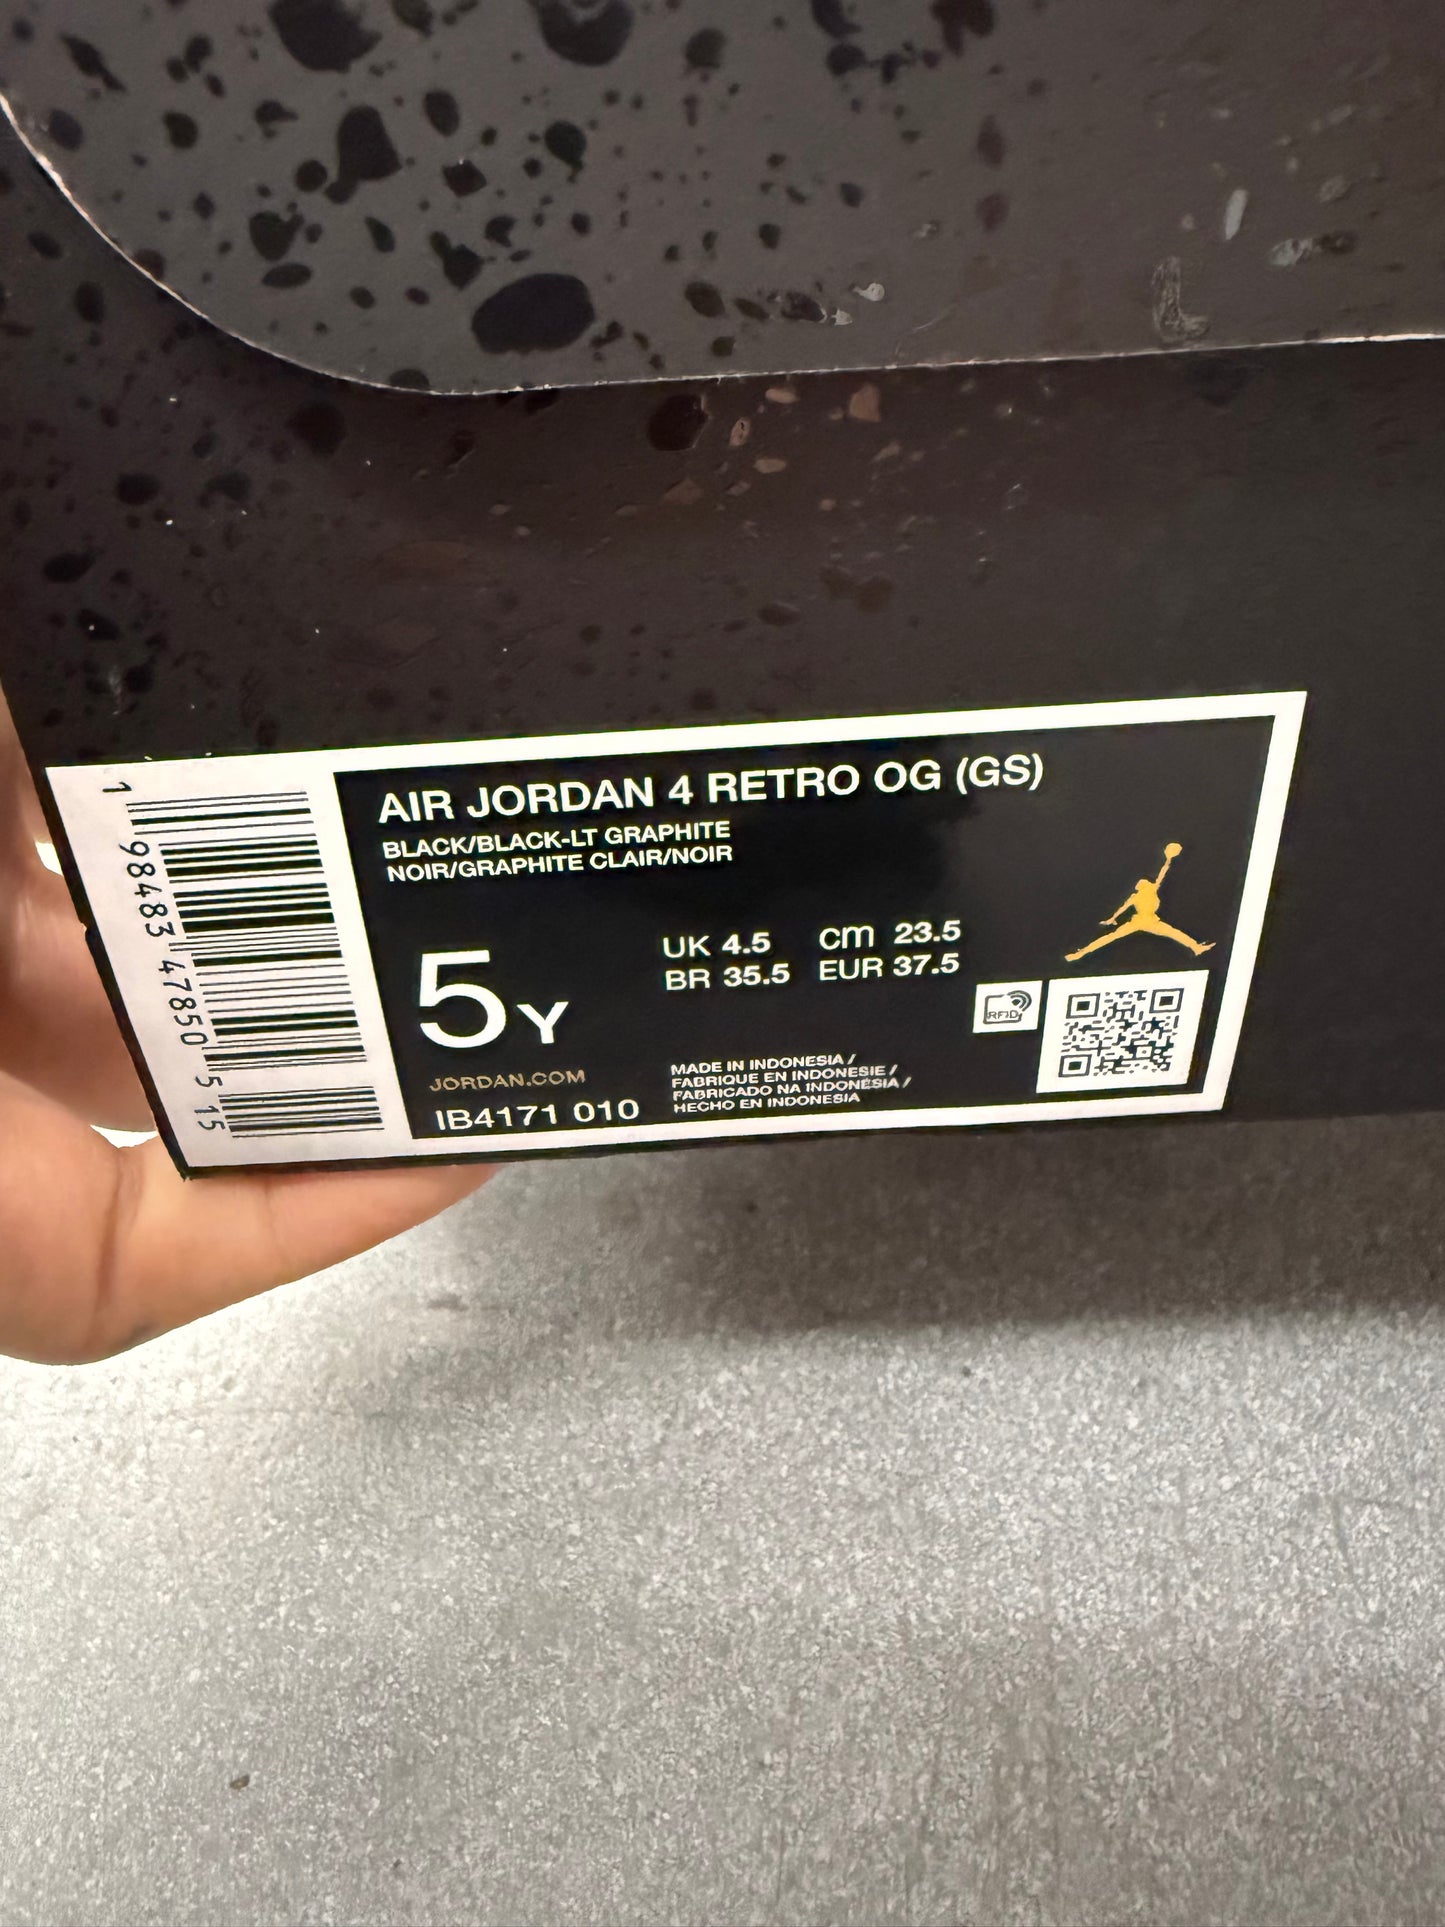 AIR JORDAN 4 RETRO OG (GS)
BLACK/BLACK-LT GRAPHITE
NOIR/GRAPHITE CLAIR/NOIR
5Y
UK 4.5 cm 23.5
BR 35.5 EUR 37.5
RFID
JORDAN.COM
IB4171 010
MADE IN INDONESIA /
FABRIQUE EN INDONESIE /
FABRICADO NA INDONÉSIA /
HECHO EN INDONESIA
1 98483 47850 5 15